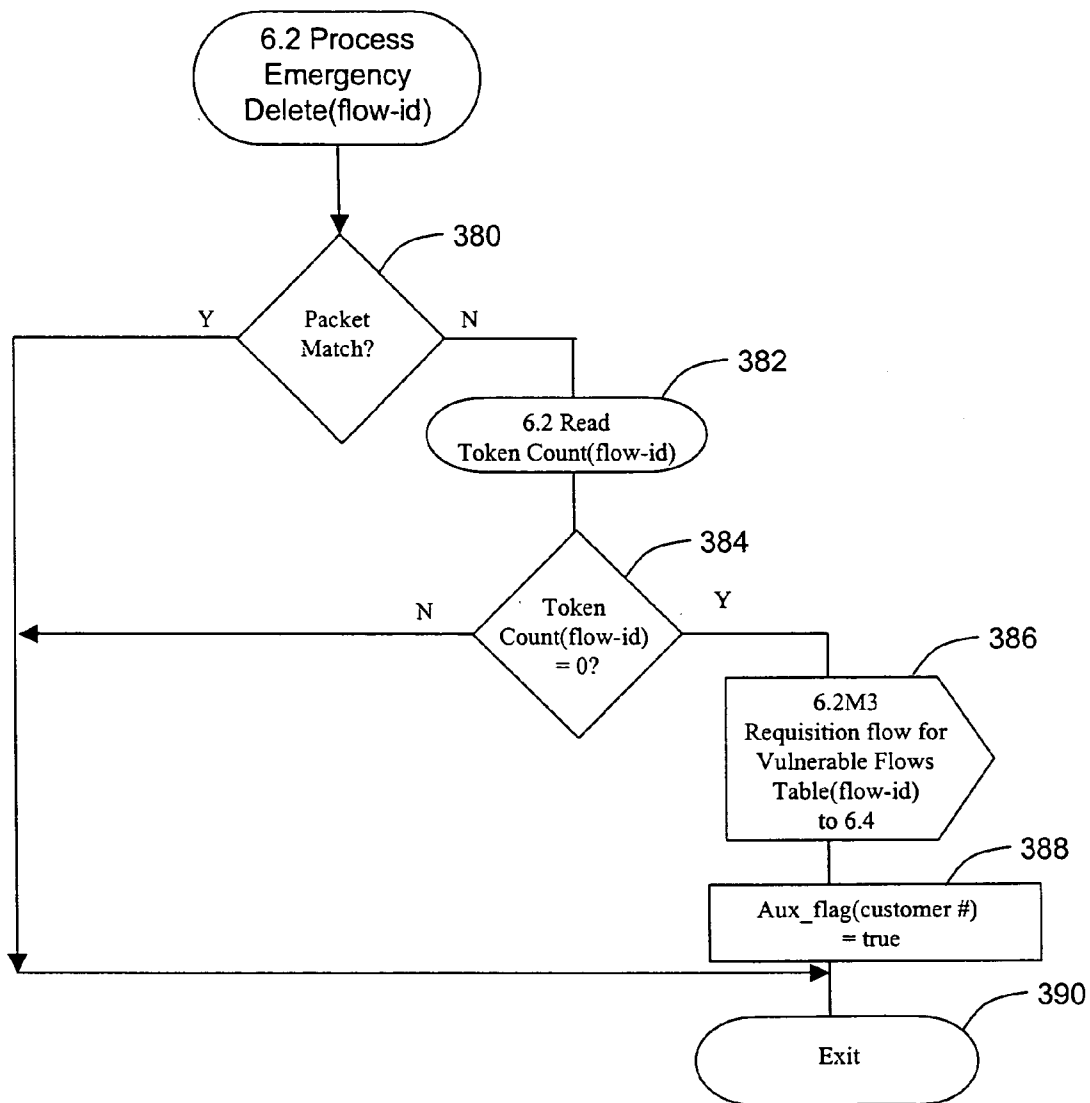 6.2 Process
Emergency
Delete(flow-id)
380
Y
Packet
Match?
N
382
6.2 Read
Token Count(flow-id)
384
N
Token
Count(flow-id)
= 0?
Y
386
6.2M3
Requisition flow for
Vulnerable Flows
Table(flow-id)
to 6.4
388
Aux_flag(customer #)
= true
390
Exit